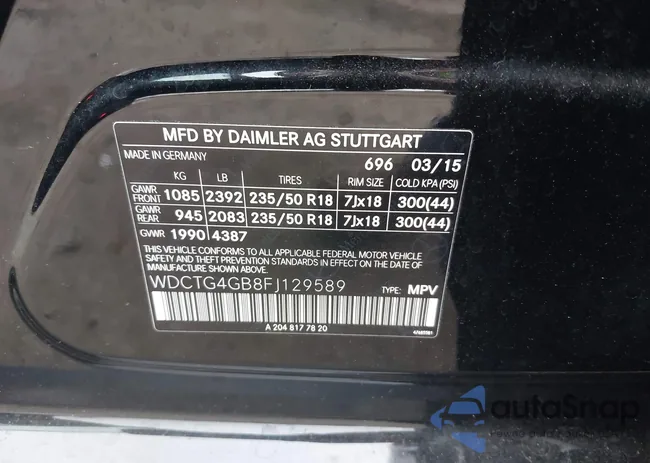 MFD BY DAIMLER AG STUTTGART
MADE IN GERMANY 696 03/15
KG LB TIRES RIM SIZE COLD KPA(PSI)
GAWR FRONT 1085 2392 235/50 R18 7Jx18 300(44)
GAWR REAR 945 2083 235/50 R18 7Jx18 300(44)
GVWR 1990 4387
THIS VEHICLE CONFORMS TO ALL APPLICABLE FEDERAL MOTOR VEHICLE
SAFETY AND THEFT PREVENTION STANDARDS IN EFFECT ON THE DATE
OF MANUFACTURE SHOWN ABOVE.
WDCTG4GB8FJ129589 TYPE: MPV
A 204 817 78 20
autoSnap